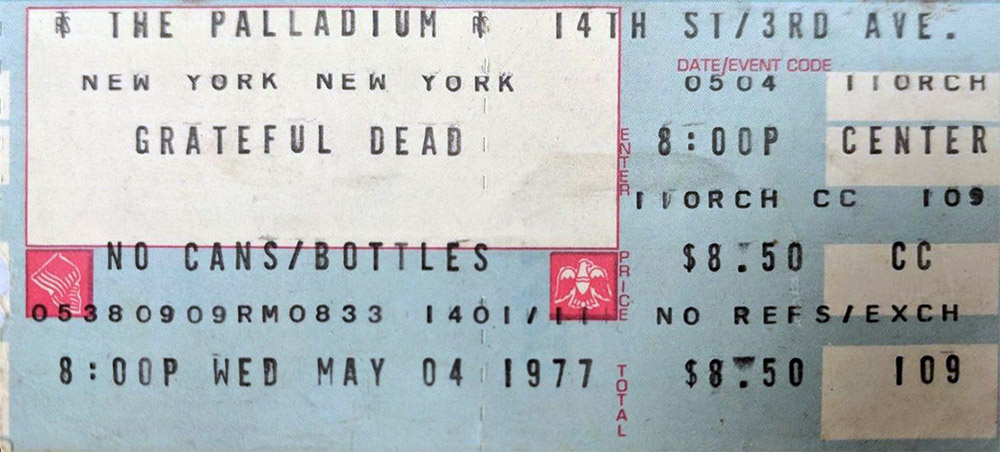 THE PALLADIUM 14TH ST/3RD AVE.
DATE/EVENT CODE
NEW YORK NEW YORK 0504 11ORCH
GRATEFUL DEAD ENTER 8:00P CENTER
11ORCH CC 109
NO CANS/BOTTLES PRICE $8.50 CC
05380909RM0833 1401/11 NO REFS/EXCH
8:00P WED MAY 04 1977 TOTAL $8.50 109